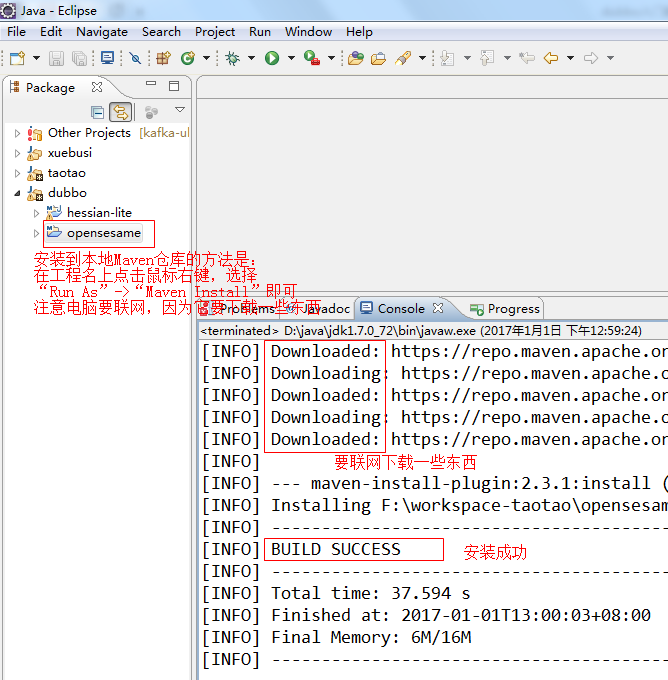 Java - Eclipse
File Edit Navigate Search Project Run Window Help
Package
Other Projects [kafka-ul
xuebusi
taotao
dubbo
hessian-lite
opensesame
安装到本地Maven仓库的方法是:
在工程名上点击鼠标右键，选择
“Run As”->“Maven Install”即可
注意电脑要联网，因为它要下载一些东西
Problems Javadoc Console Progress
<terminated> D:\java\jdk1.7.0_72\bin\javaw.exe (2017年1月1日 下午12:59:24)
[INFO] Downloaded: https://repo.maven.apache.or
[INFO] Downloading: https://repo.maven.apache.o
[INFO] Downloaded: https://repo.maven.apache.or
[INFO] Downloading: https://repo.maven.apache.o
[INFO] Downloaded: https://repo.maven.apache.or
[INFO] 要联网下载一些东西
[INFO] --- maven-install-plugin:2.3.1:install (
[INFO] Installing F:\workspace-taotao\opensesam
[INFO] ----------------------------------------
[INFO] BUILD SUCCESS 安装成功
[INFO] ----------------------------------------
[INFO] Total time: 37.594 s
[INFO] Finished at: 2017-01-01T13:00:03+08:00
[INFO] Final Memory: 6M/16M
[INFO] ----------------------------------------